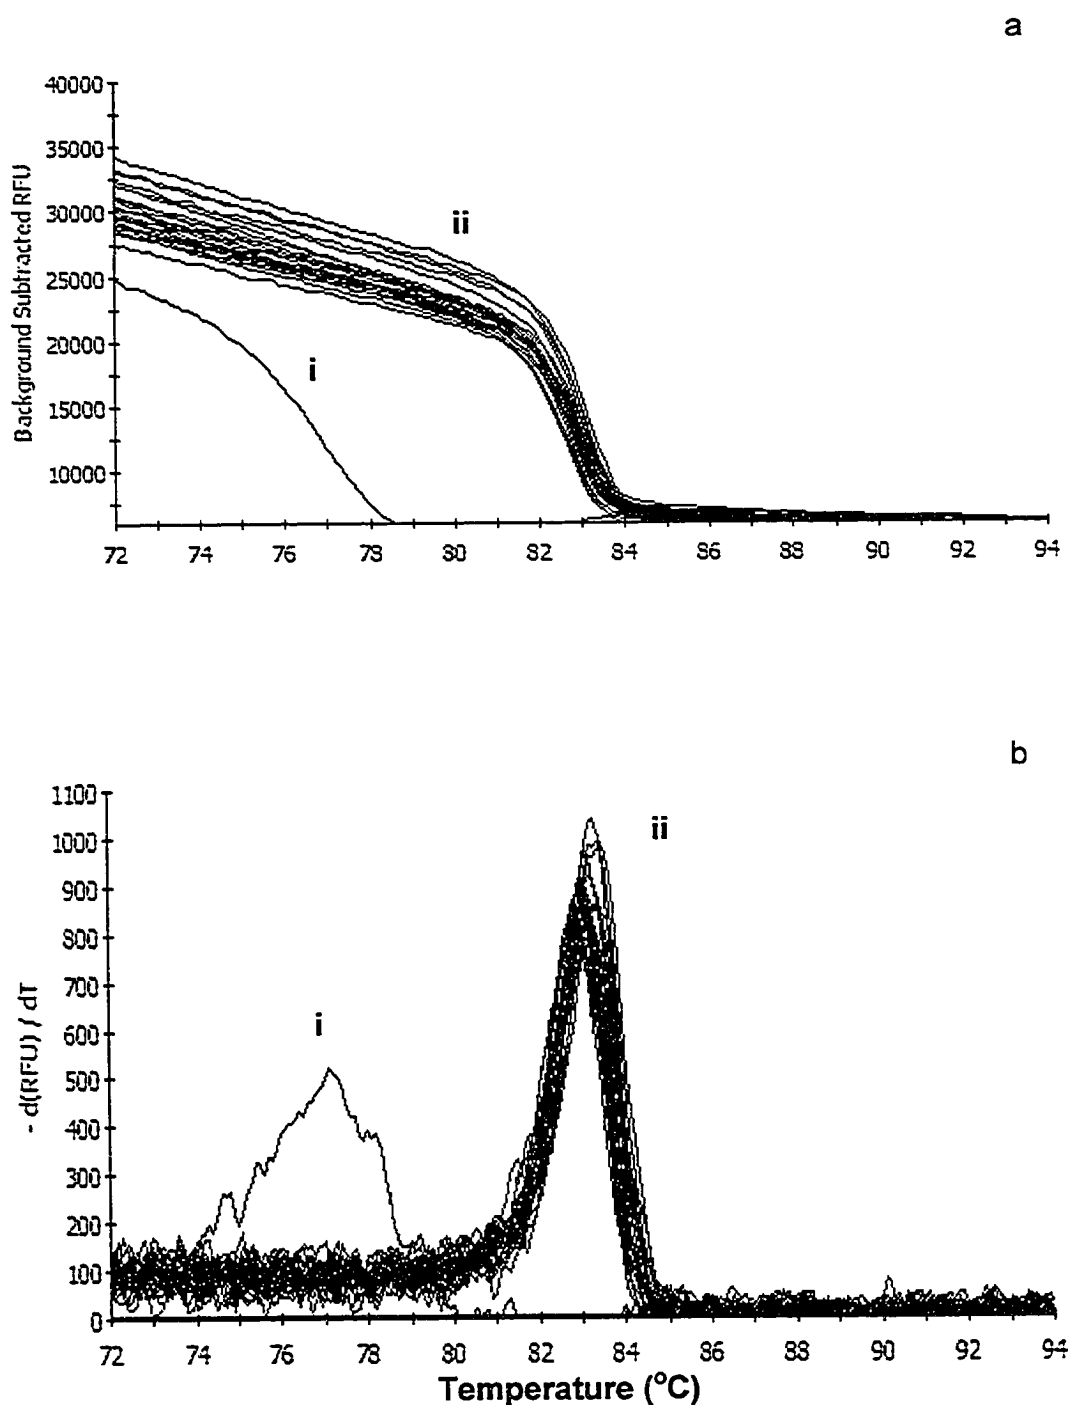 a
Background Subtracted RFU
40000
35000
30000
25000
20000
15000
10000
ii
i
72 74 76 78 80 82 84 86 88 90 92 94
b
- d(RFU) / dT
1100
1000
900
800
700
600
500
400
300
200
100
0
ii
i
72 74 76 78 80 82 84 86 88 90 92 94
Temperature (°C)